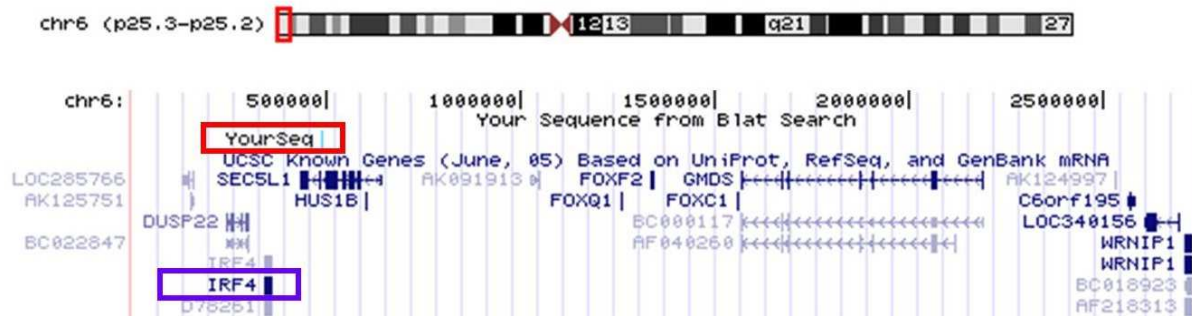 chr6 (p25.3-p25.2) 12 13 q21 27
chr6: 500000 1000000 1500000 2000000 2500000
Your Sequence from Blat Search
YourSeq
UCSC Known Genes (June, 05) Based on UniProt, RefSeq, and GenBank mRNA
LOC285766 SEC5L1 AK091913 FOXF2 GMDS AK124997
AK125751 HUS1B FOXQ1 FOXC1 C6orf195
DUSP22 BC000117 LOC340156
BC022847 AF040260 WRNIP1
IRF4 WRNIP1
IRF4 BC018923
D78261 AF218313